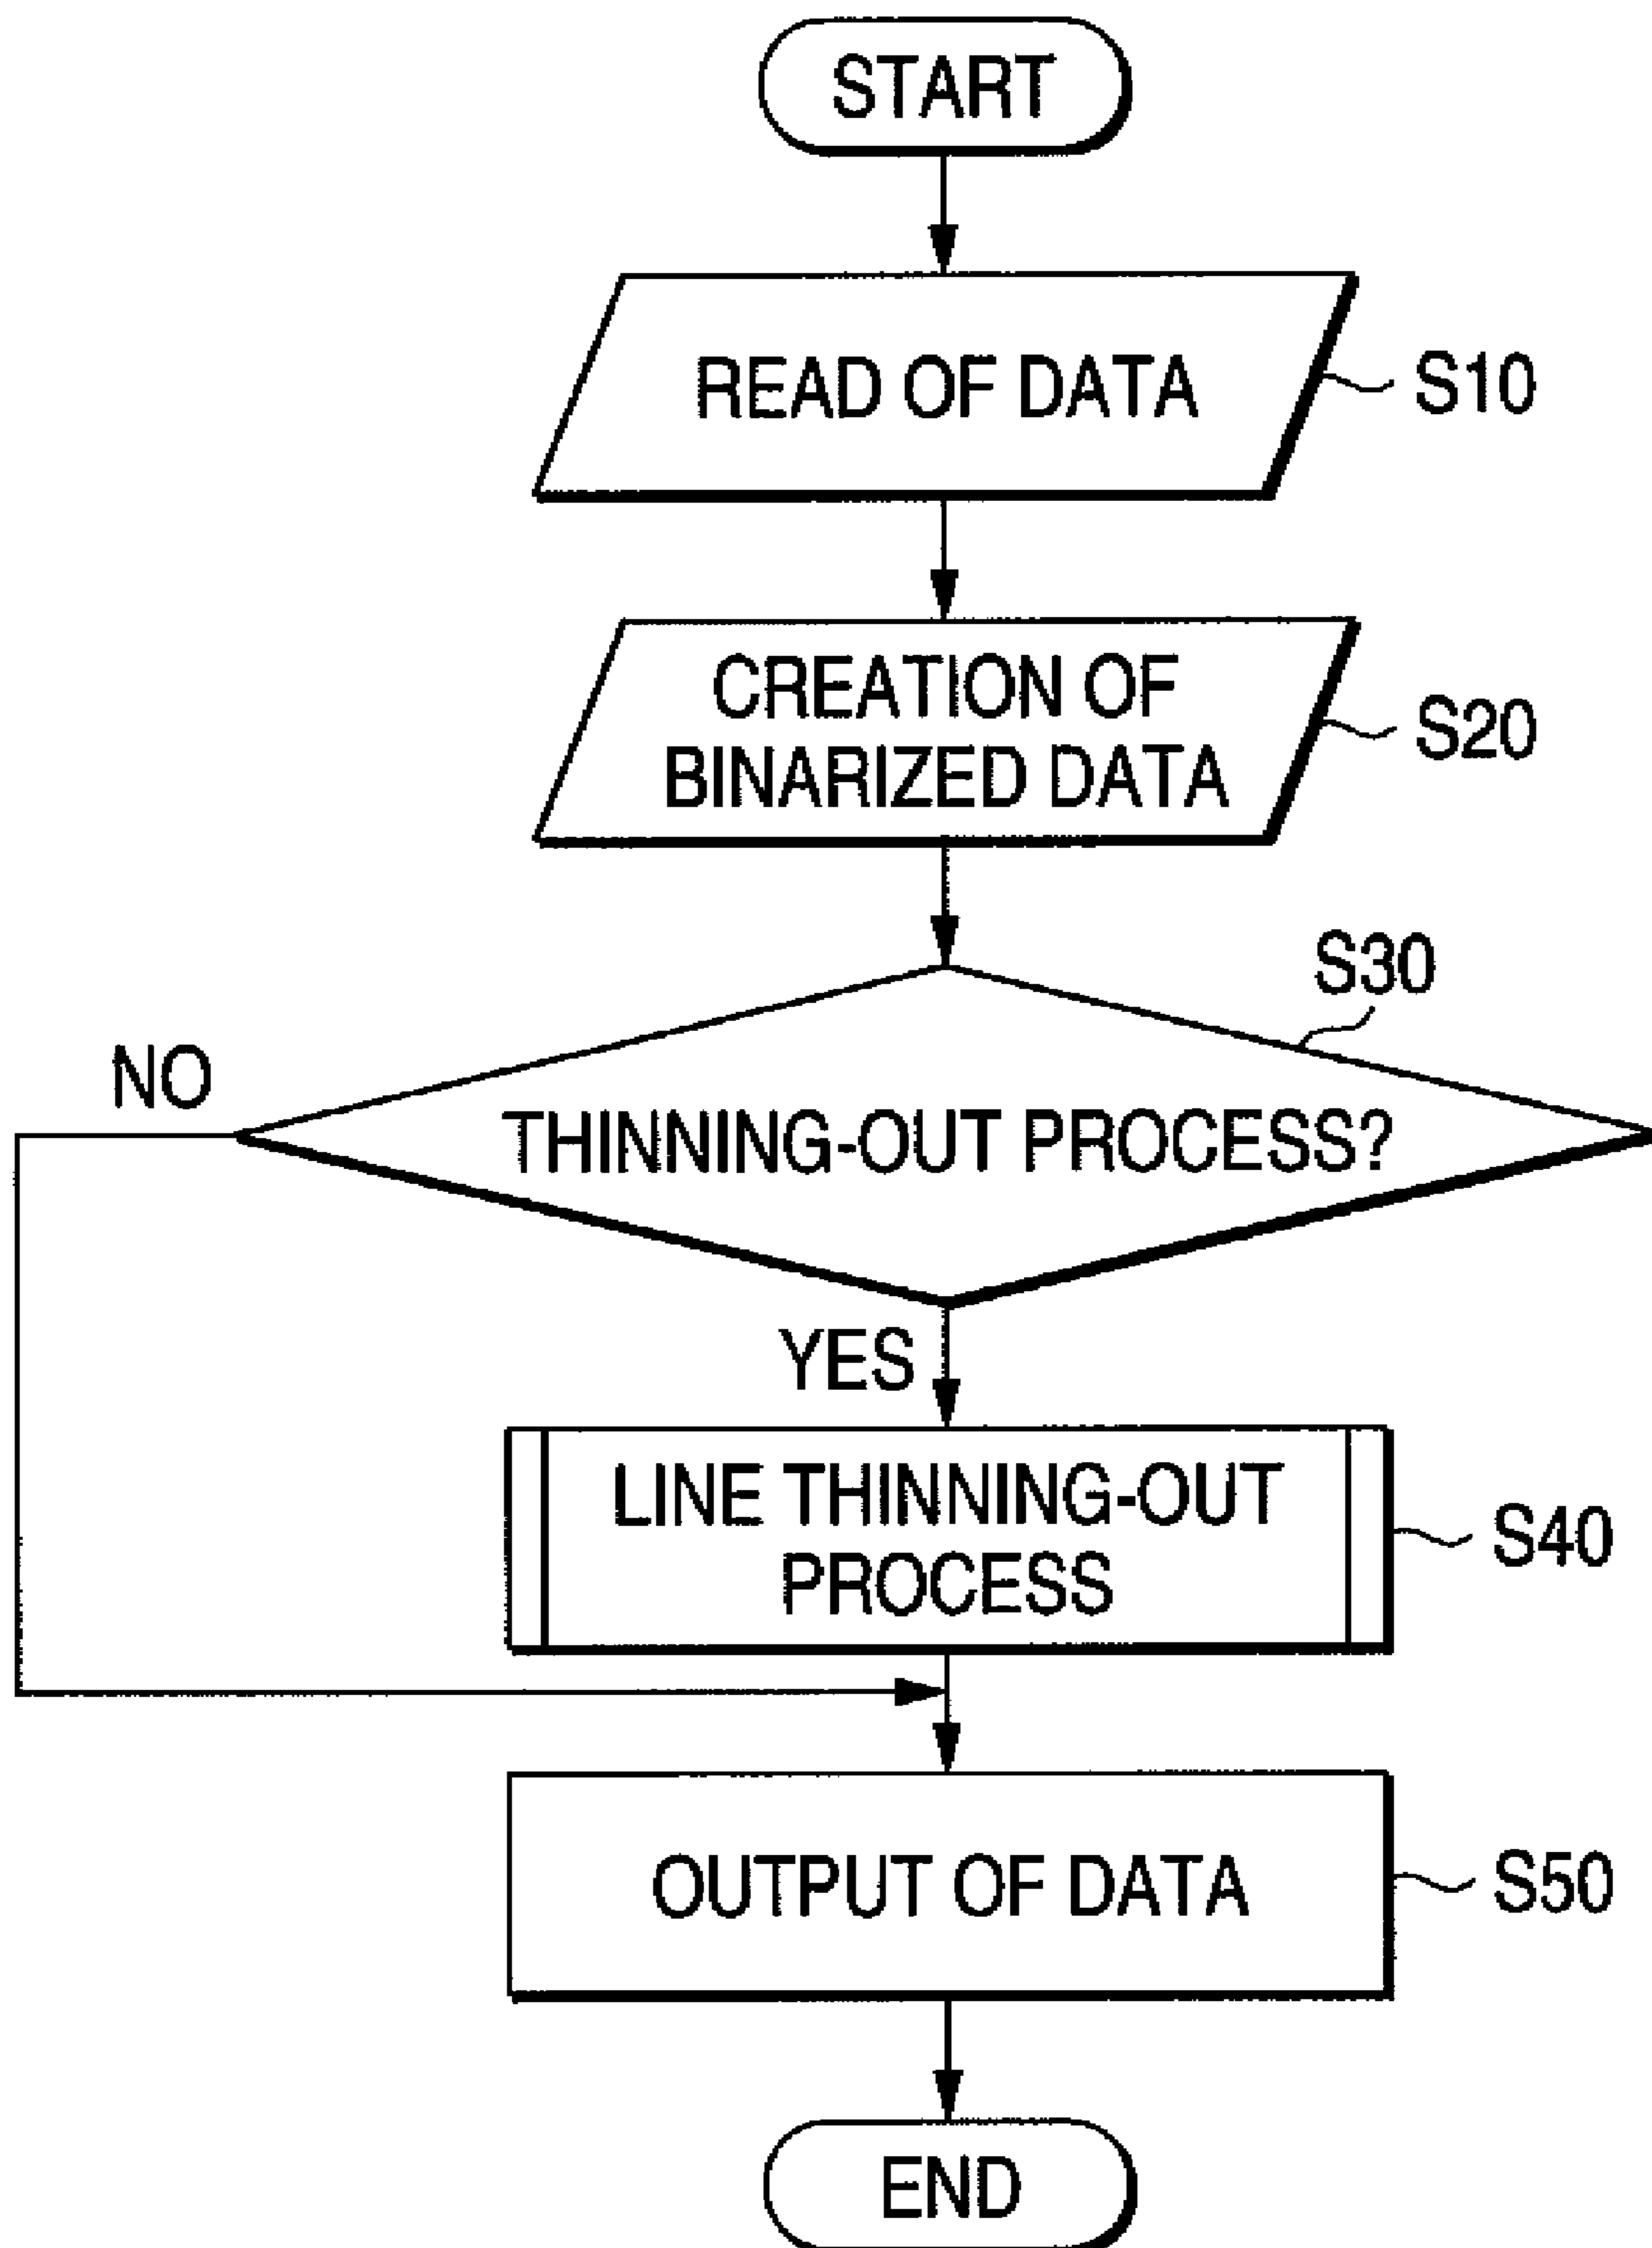 START
READ OF DATA
S10
CREATION OF
BINARIZED DATA
S20
S30
NO
THINNING-OUT PROCESS?
YES
LINE THINNING-OUT
PROCESS
S40
OUTPUT OF DATA
S50
END